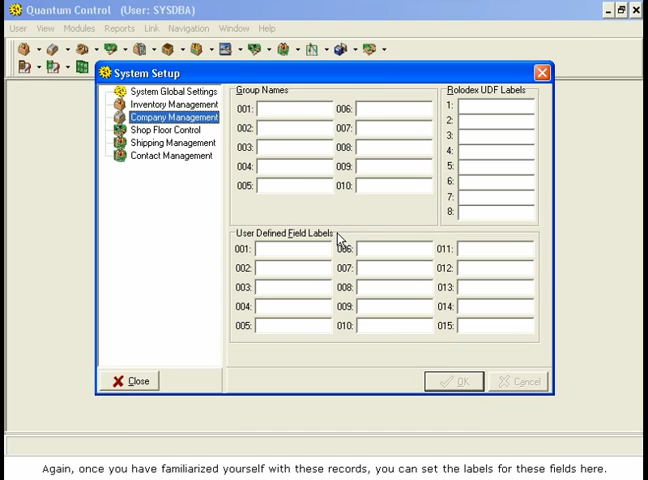 Quantum Control (User: SYSDBA)
User View Modules Reports Link Navigation Window Help
System Setup
System Global Settings
Inventory Management
Company Management
Shop Floor Control
Shipping Management
Contact Management
Group Names
001: 006:
002: 007:
003: 008:
004: 009:
005: 010:
Rolodex UDF Labels
1:
2:
3:
4:
5:
6:
7:
8:
User Defined Field Labels
001: 006: 011:
002: 007: 012:
003: 008: 013:
004: 009: 014:
005: 010: 015:
Close OK Cancel
Again, once you have familiarized yourself with these records, you can set the labels for these fields here.